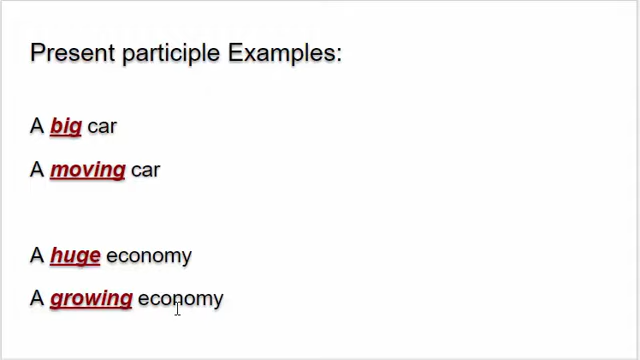 Present participle Examples:
A big car
A moving car
A huge economy
A growing economy